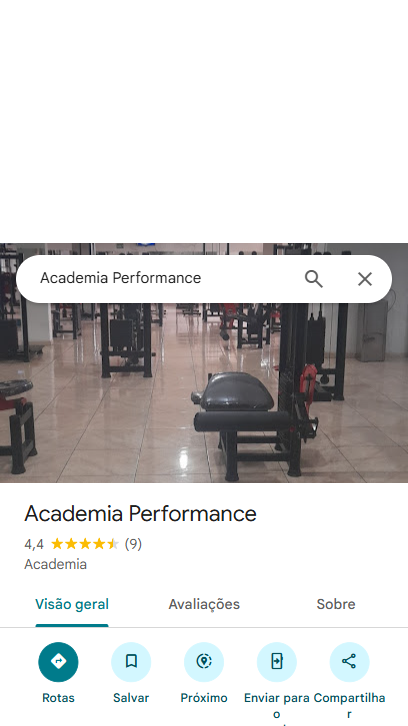 Academia Performance
Academia Performance
4,4 (9)
Academia
Visão geral Avaliações Sobre
Rotas Salvar Próximo Enviar para o Compartilhar